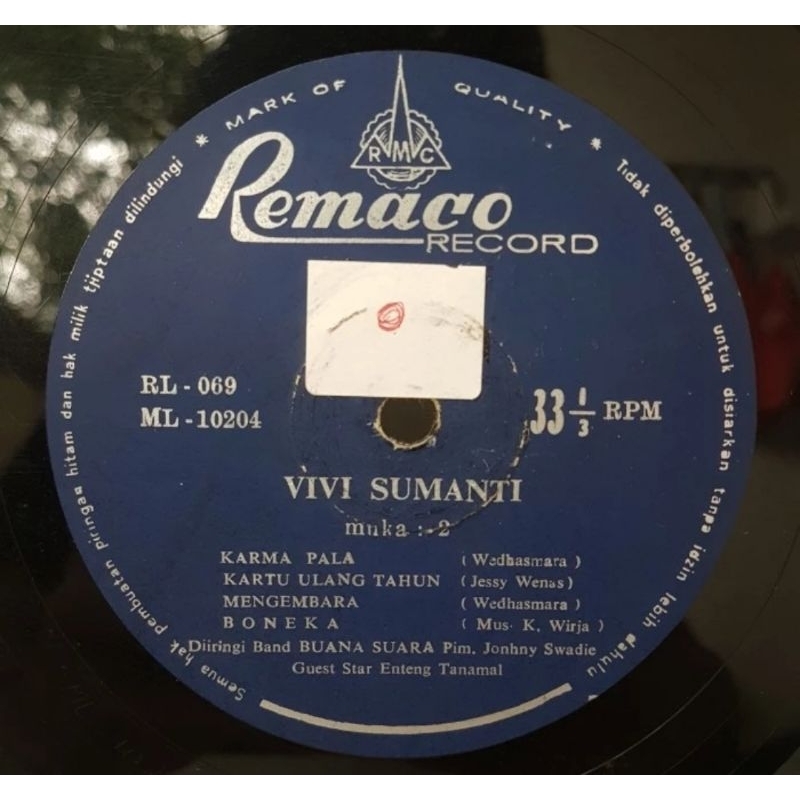 MARK OF QUALITY
RMC
Remaco
RECORD
RL - 069
ML - 10204
33 1/3 RPM
VIVI SUMANTI
muka : 2
KARMA PALA ( Wedhasmara )
KARTU ULANG TAHUN ( Jessy Wenas )
MENGEMBARA ( Wedhasmara )
BONEKA ( Mus. K. Wirja )
Diiringi Band BUANA SUARA Pim. Jonhny Swadie
Guest Star Enteng Tanamal
Semua hak pembuatan piringan hitam dan hak milik tjiptaan dilindungi * 
* Tidak diperbolehkan untuk disiarkan tanpa idzin lebih dahulu